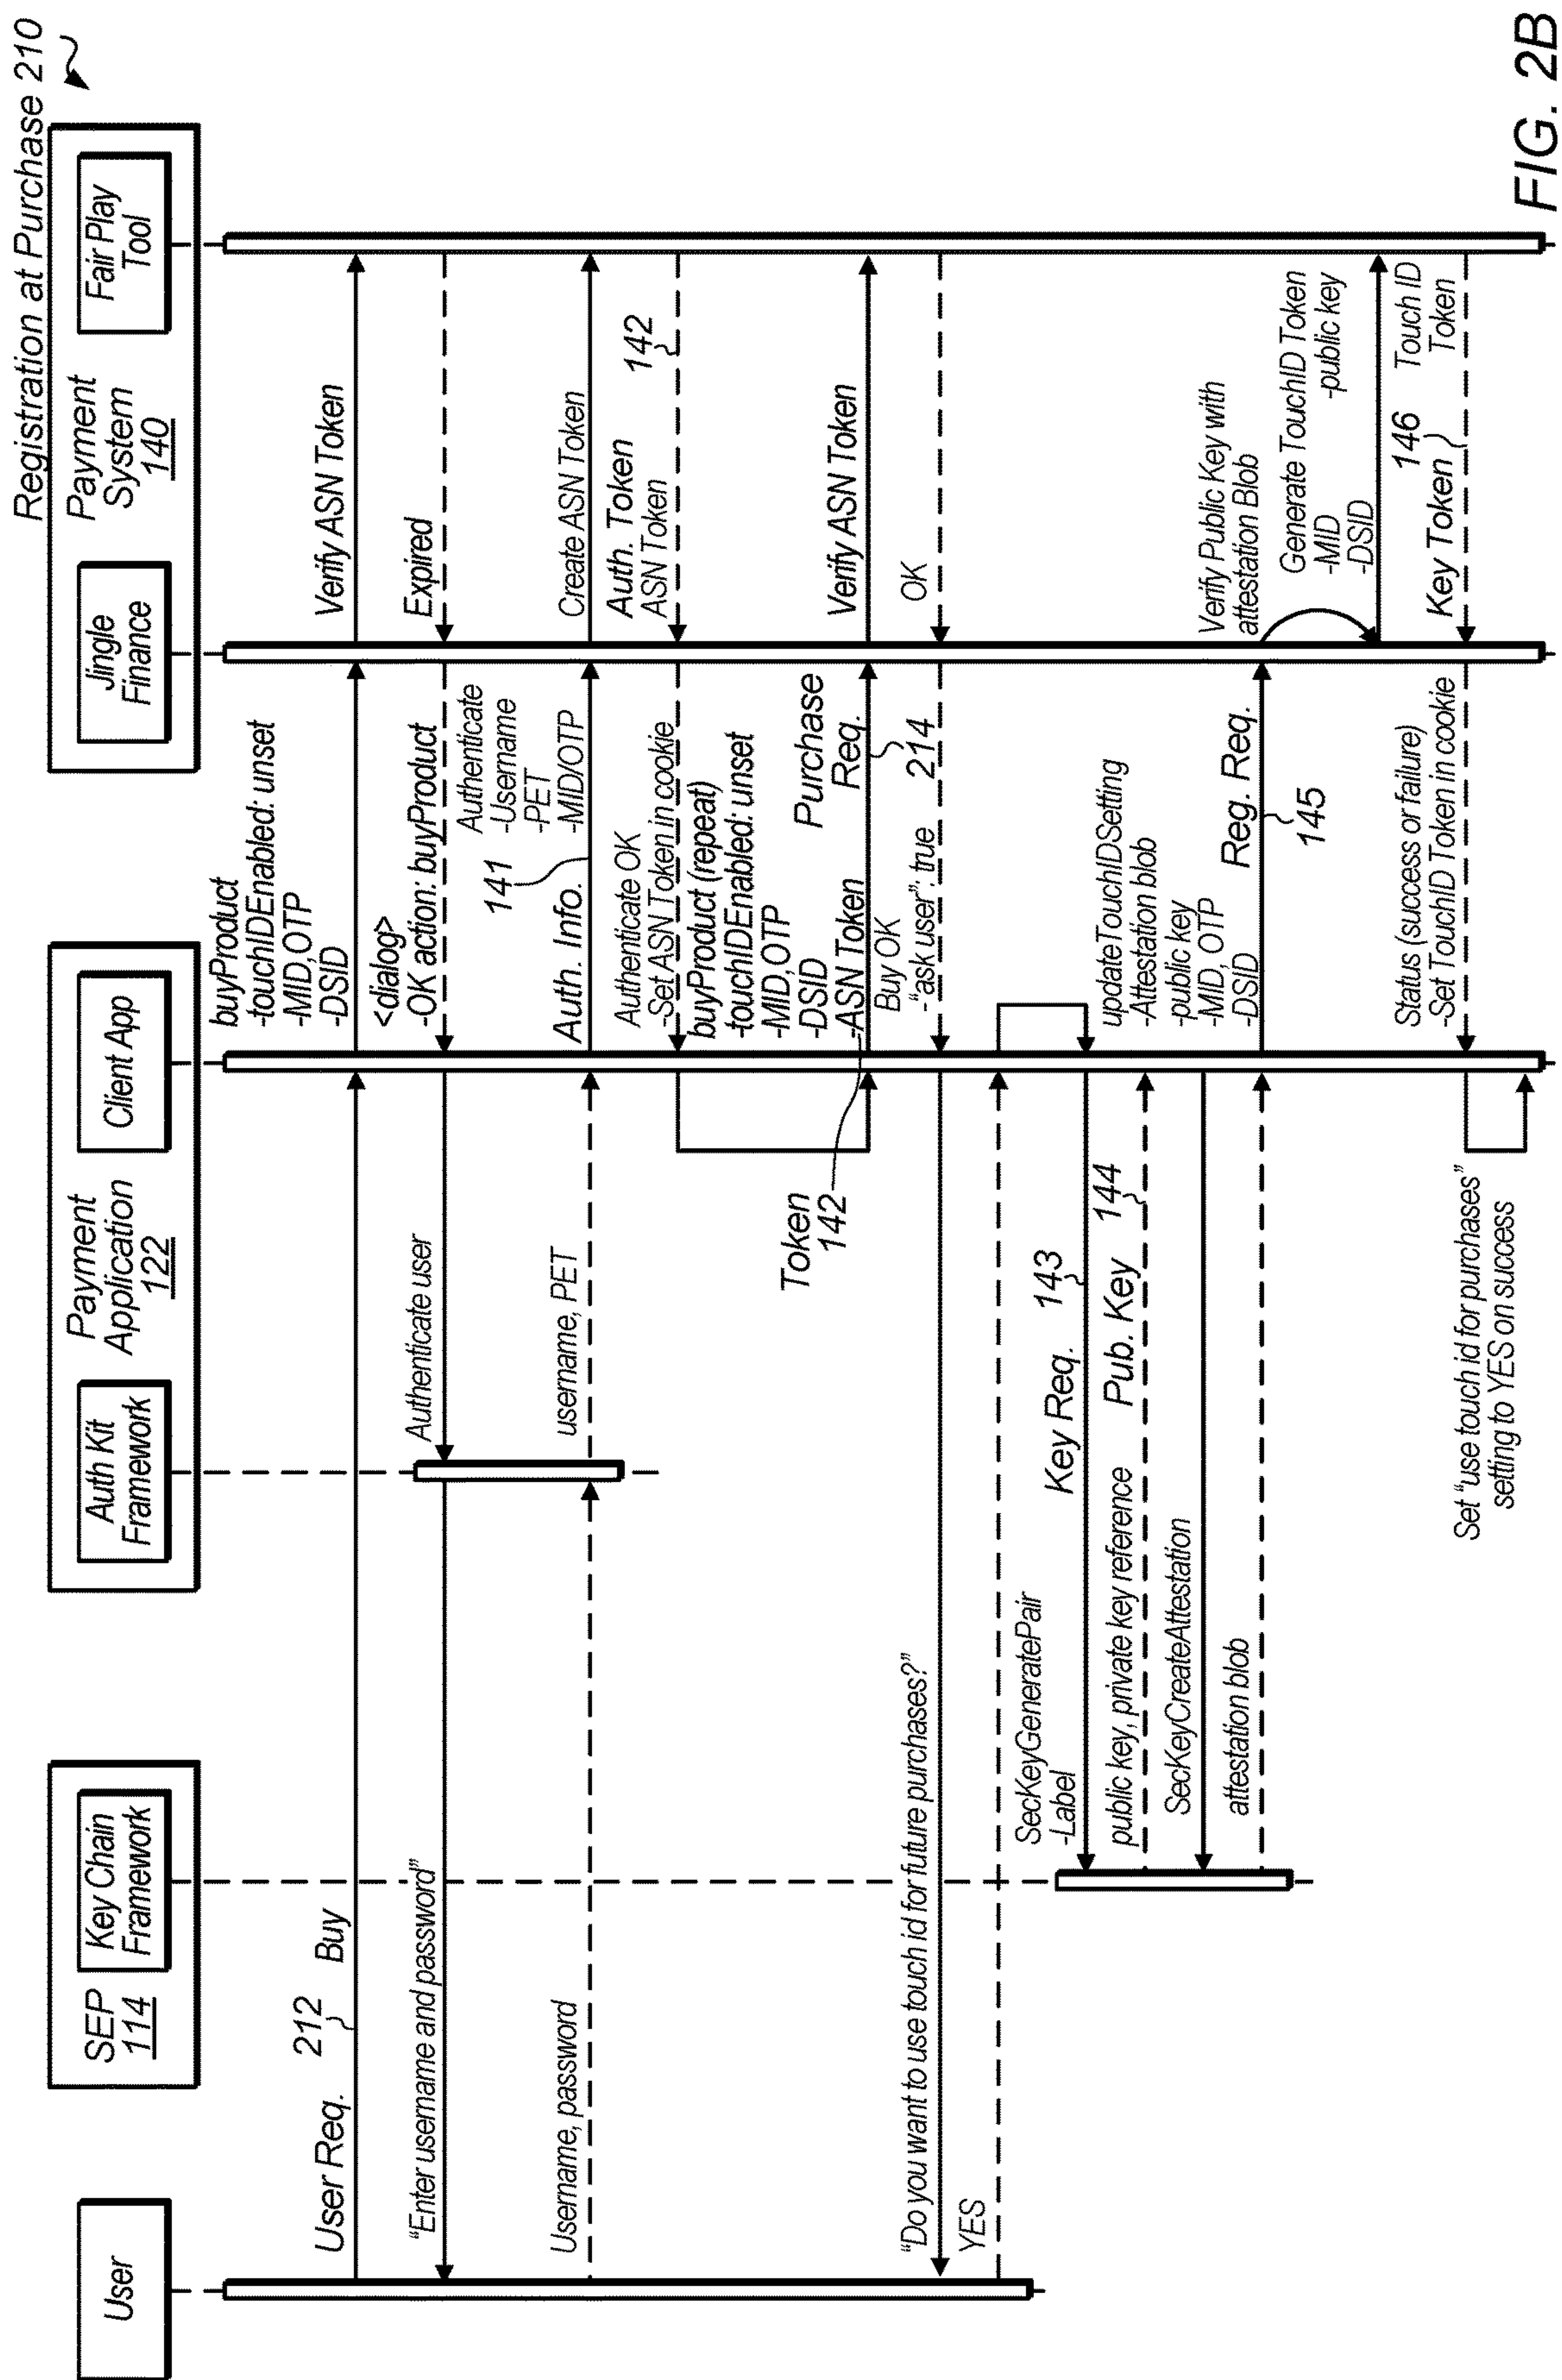 Registration at Purchase 210
User
SEP
114
Key Chain
Framework
Payment
Application
122
Auth Kit
Framework
Client App
Payment
System
140
Jingle
Finance
Fair Play
Tool
User Req.
212
Buy
buyProduct
-touchIDEnabled: unset
-MID,OTP
-DSID
Verify ASN Token
"Enter username and password"
Authenticate user
<dialog>
-OK action: buyProduct
Expired
Username, password
username, PET
Auth. Info.
141
Authenticate
-Username
-PET
-MID/OTP
Create ASN Token
Authenticate OK
-Set ASN Token in cookie
Auth. Token
ASN Token
142
Token
142
buyProduct (repeat)
-touchIDEnabled: unset
-MID,OTP
-DSID
-ASN Token
Purchase
Req.
214
Verify ASN Token
"Do you want to use touch id for future purchases?"
Buy OK
-"ask user": true
OK
YES
SecKeyGeneratePair
-Label
Key Req.
143
public key, private key reference
Pub. Key
144
SecKeyCreateAttestation
attestation blob
updateTouchIDSetting
-Attestation blob
-public key
-MID, OTP
-DSID
Reg. Req.
145
Verify Public Key with
attestation Blob
Generate TouchID Token
-MID
-DSID
-public key
Status (success or failure)
-Set TouchID Token in cookie
Key Token
146
Touch ID
Token
Set "use touch id for purchases"
setting to YES on success
FIG. 2B